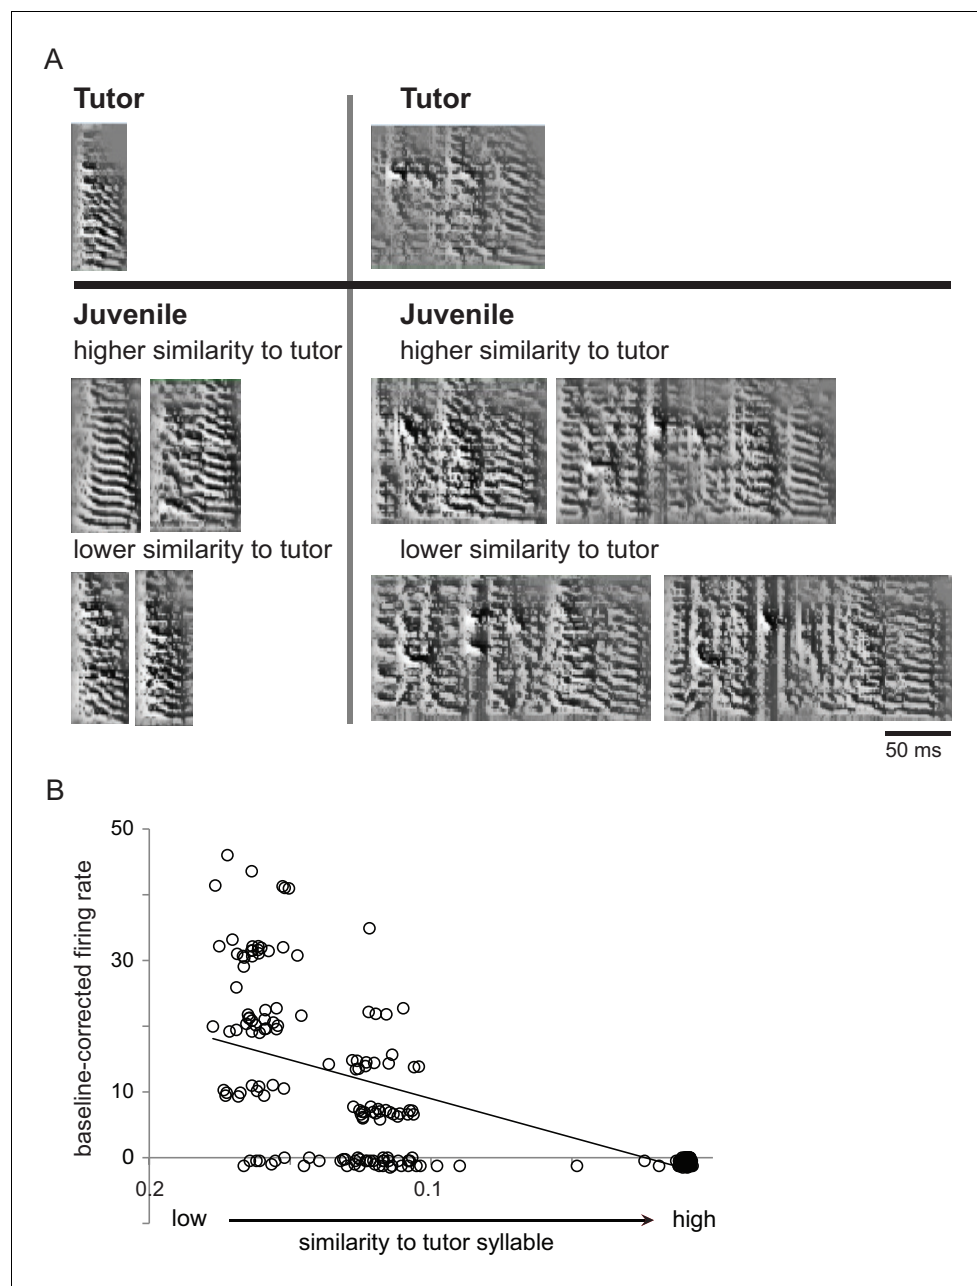 A
Tutor
Tutor
Juvenile
higher similarity to tutor
Juvenile
higher similarity to tutor
lower similarity to tutor
lower similarity to tutor
50 ms
B
baseline-corrected firing rate
50
30
10
0
0.2
0.1
low
high
similarity to tutor syllable